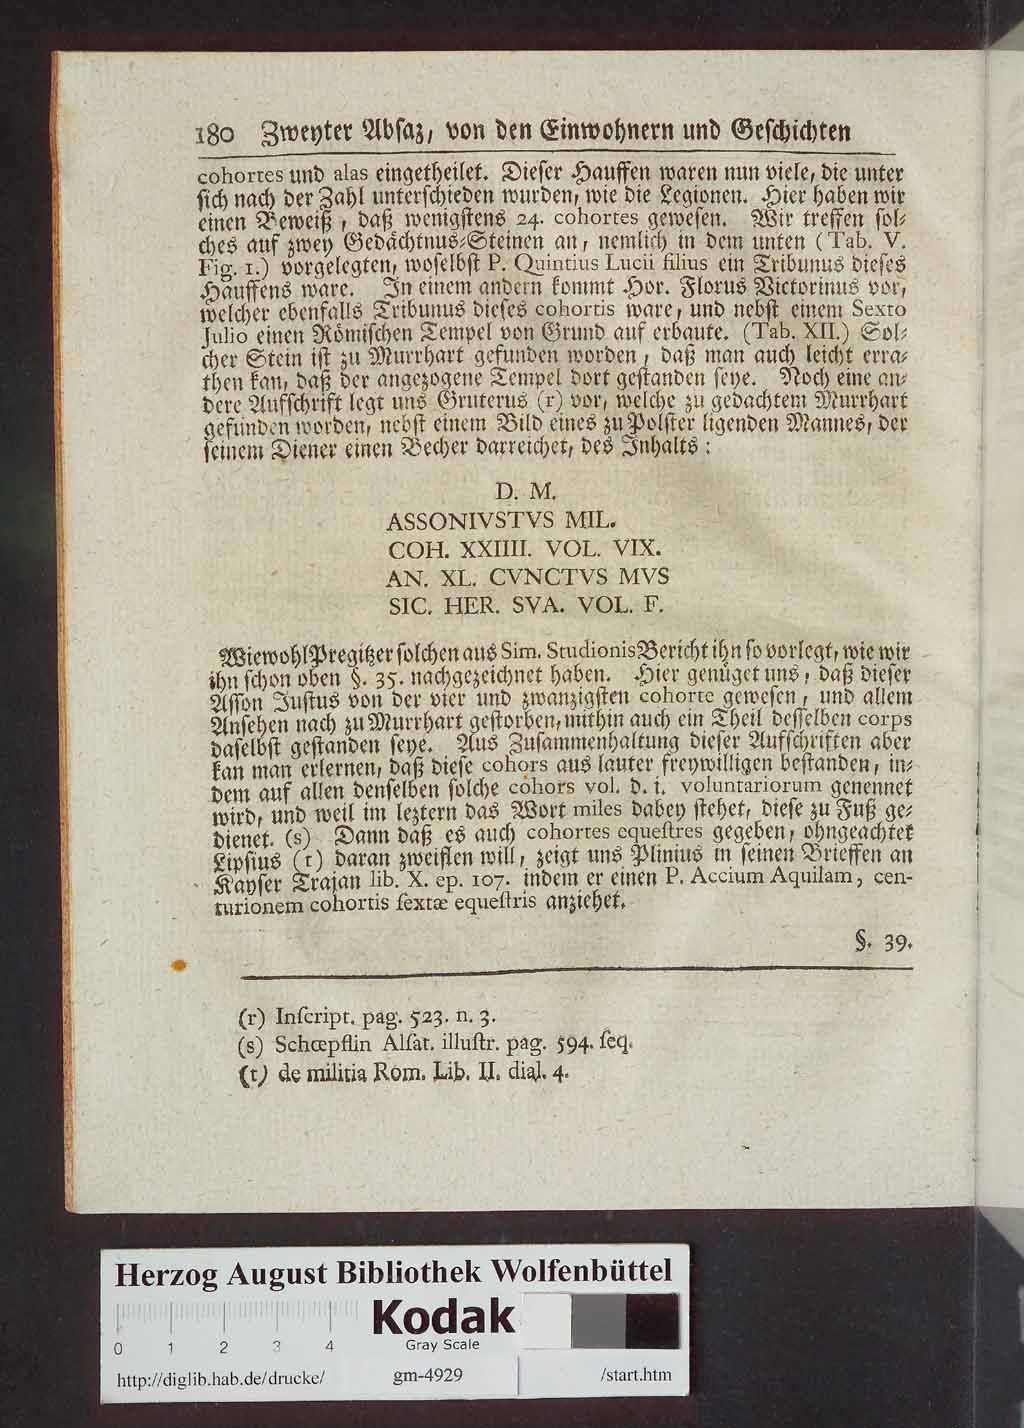 180 Zweyter Absaz, von den Einwohnern und Geschichten
cohortes und alas eingetheilet. Dieser Hauffen waren nun viele, die unter
sich nach der Zahl unterschieden wurden, wie die Legionen. Hier haben wir
einen Beweiß, daß wenigstens 24. cohortes gewesen. Wir treffen sol-
ches auf zwey Gedächtnus-Steinen an, nemlich in dem unten (Tab. V.
Fig. 1.) vorgelegten, woselbst P. Quintius Lucii filius ein Tribunus dieses
Hauffens ware. In einem andern kommt Hor. Florus Victorinus vor,
welcher ebenfalls Tribunus dieses cohortis ware, und nebst einem Sexto
Julio einen Römischen Tempel von Grund auf erbaute. (Tab. XII.) Sol-
cher Stein ist zu Murrhart gefunden worden, daß man auch leicht erra-
then kan, daß der angezogene Tempel dort gestanden seye. Noch eine an-
dere Aufschrift legt uns Gruterus (r) vor, welche zu gedachtem Murrhart
gefunden worden, nebst einem Bild eines zu Polster ligenden Mannes, der
seinem Diener einen Becher darreichet, des Inhalts:
D. M.
ASSONIVSTVS MIL.
COH. XXIIII. VOL. VIX.
AN. XL. CVNCTVS MVS
SIC. HER. SVA. VOL. F.
Wiewohl Pregitzer solchen aus Sim. Studionis Bericht ihn so vorlegt, wie wir
ihn schon oben §. 35. nachgezeichnet haben. Hier genüget uns, daß dieser
Asson Justus von der vier und zwanzigsten cohorte gewesen, und allem
Ansehen nach zu Murrhart gestorben, mithin auch ein Theil desselben corps
daselbst gestanden seye. Aus Zusammenhaltung dieser Aufschriften aber
kan man erlernen, daß diese cohors aus lauter freywilligen bestanden, in-
dem auf allen denselben solche cohors vol. d. i. voluntariorum genennet
wird, und weil im leztern das Wort miles dabey stehet, diese zu Fuß ge-
dienet. (s) Dann daß es auch cohortes equestres gegeben, ohngeachtet
Lipsius (t) daran zweiflen will, zeigt uns Plinius in seinen Brieffen an
Kayser Trajan lib. X. ep. 107. indem er einen P. Accium Aquilam, cen-
turionem cohortis sextæ equestris anziehet.
§. 39.
(r) Inscript. pag. 523. n. 3.
(s) Schœpflin Alsat. illustr. pag. 594. seq.
(t) de militia Rom. Lib. II. dial. 4.
Herzog August Bibliothek Wolfenbüttel
Kodak
Gray Scale
0 1 2 3 4
http://diglib.hab.de/drucke/ gm-4929 /start.htm